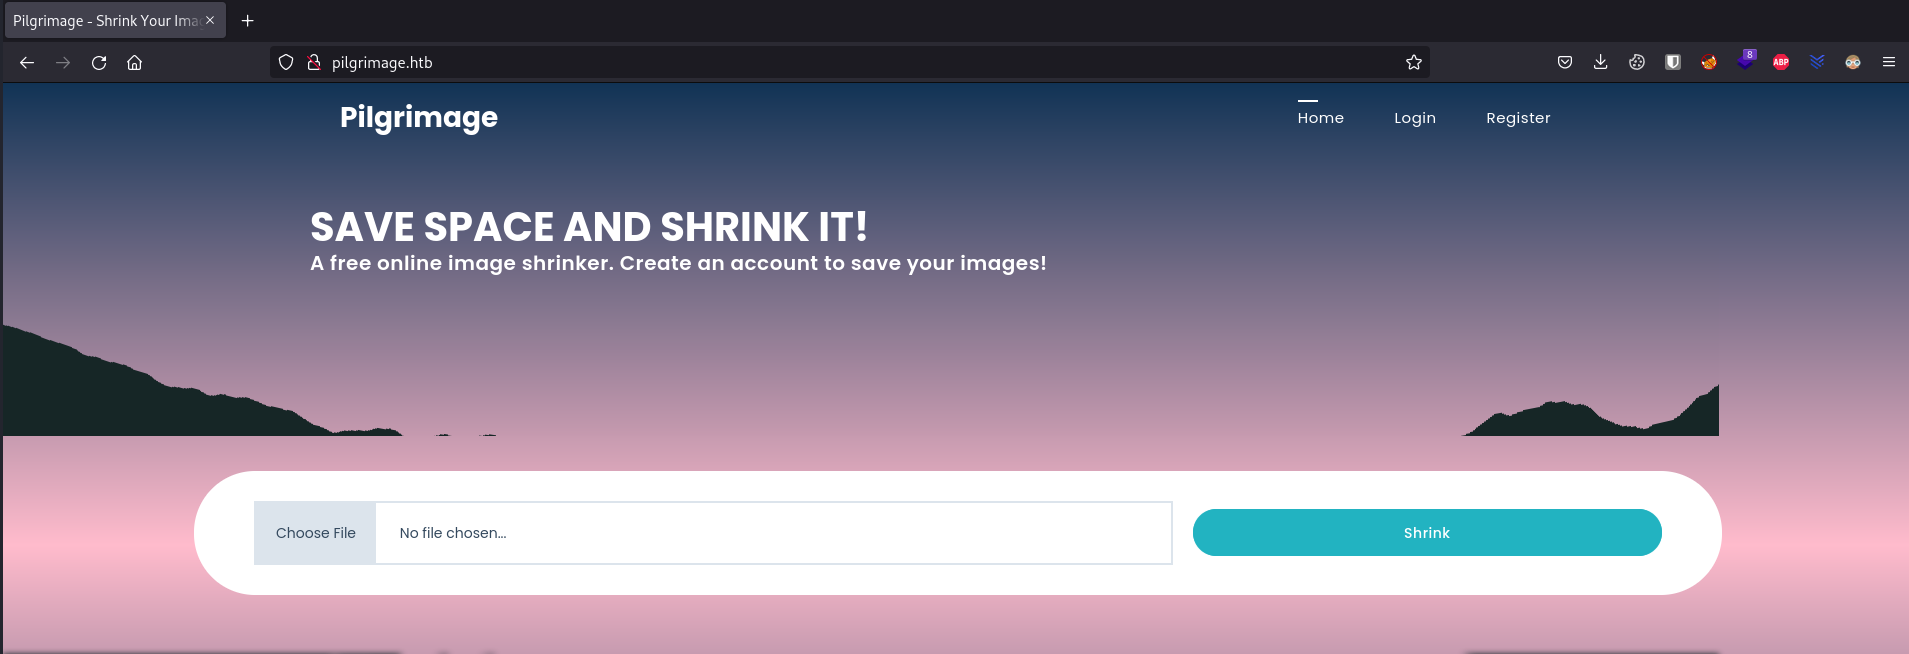 Pilgrimage - Shrink Your Ima
pilgrimage.htb
8
ABP
Pilgrimage
Home Login Register
SAVE SPACE AND SHRINK IT!
A free online image shrinker. Create an account to save your images!
Choose File No file chosen... Shrink